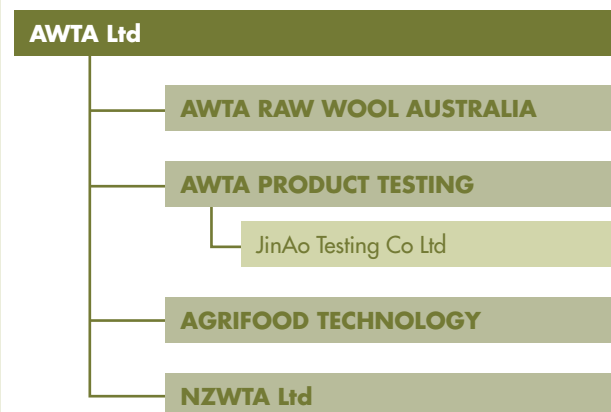 AWTA Ltd
AWTA RAW WOOL AUSTRALIA
AWTA PRODUCT TESTING
JinAo Testing Co Ltd
AGRIFOOD TECHNOLOGY
NZWTA Ltd